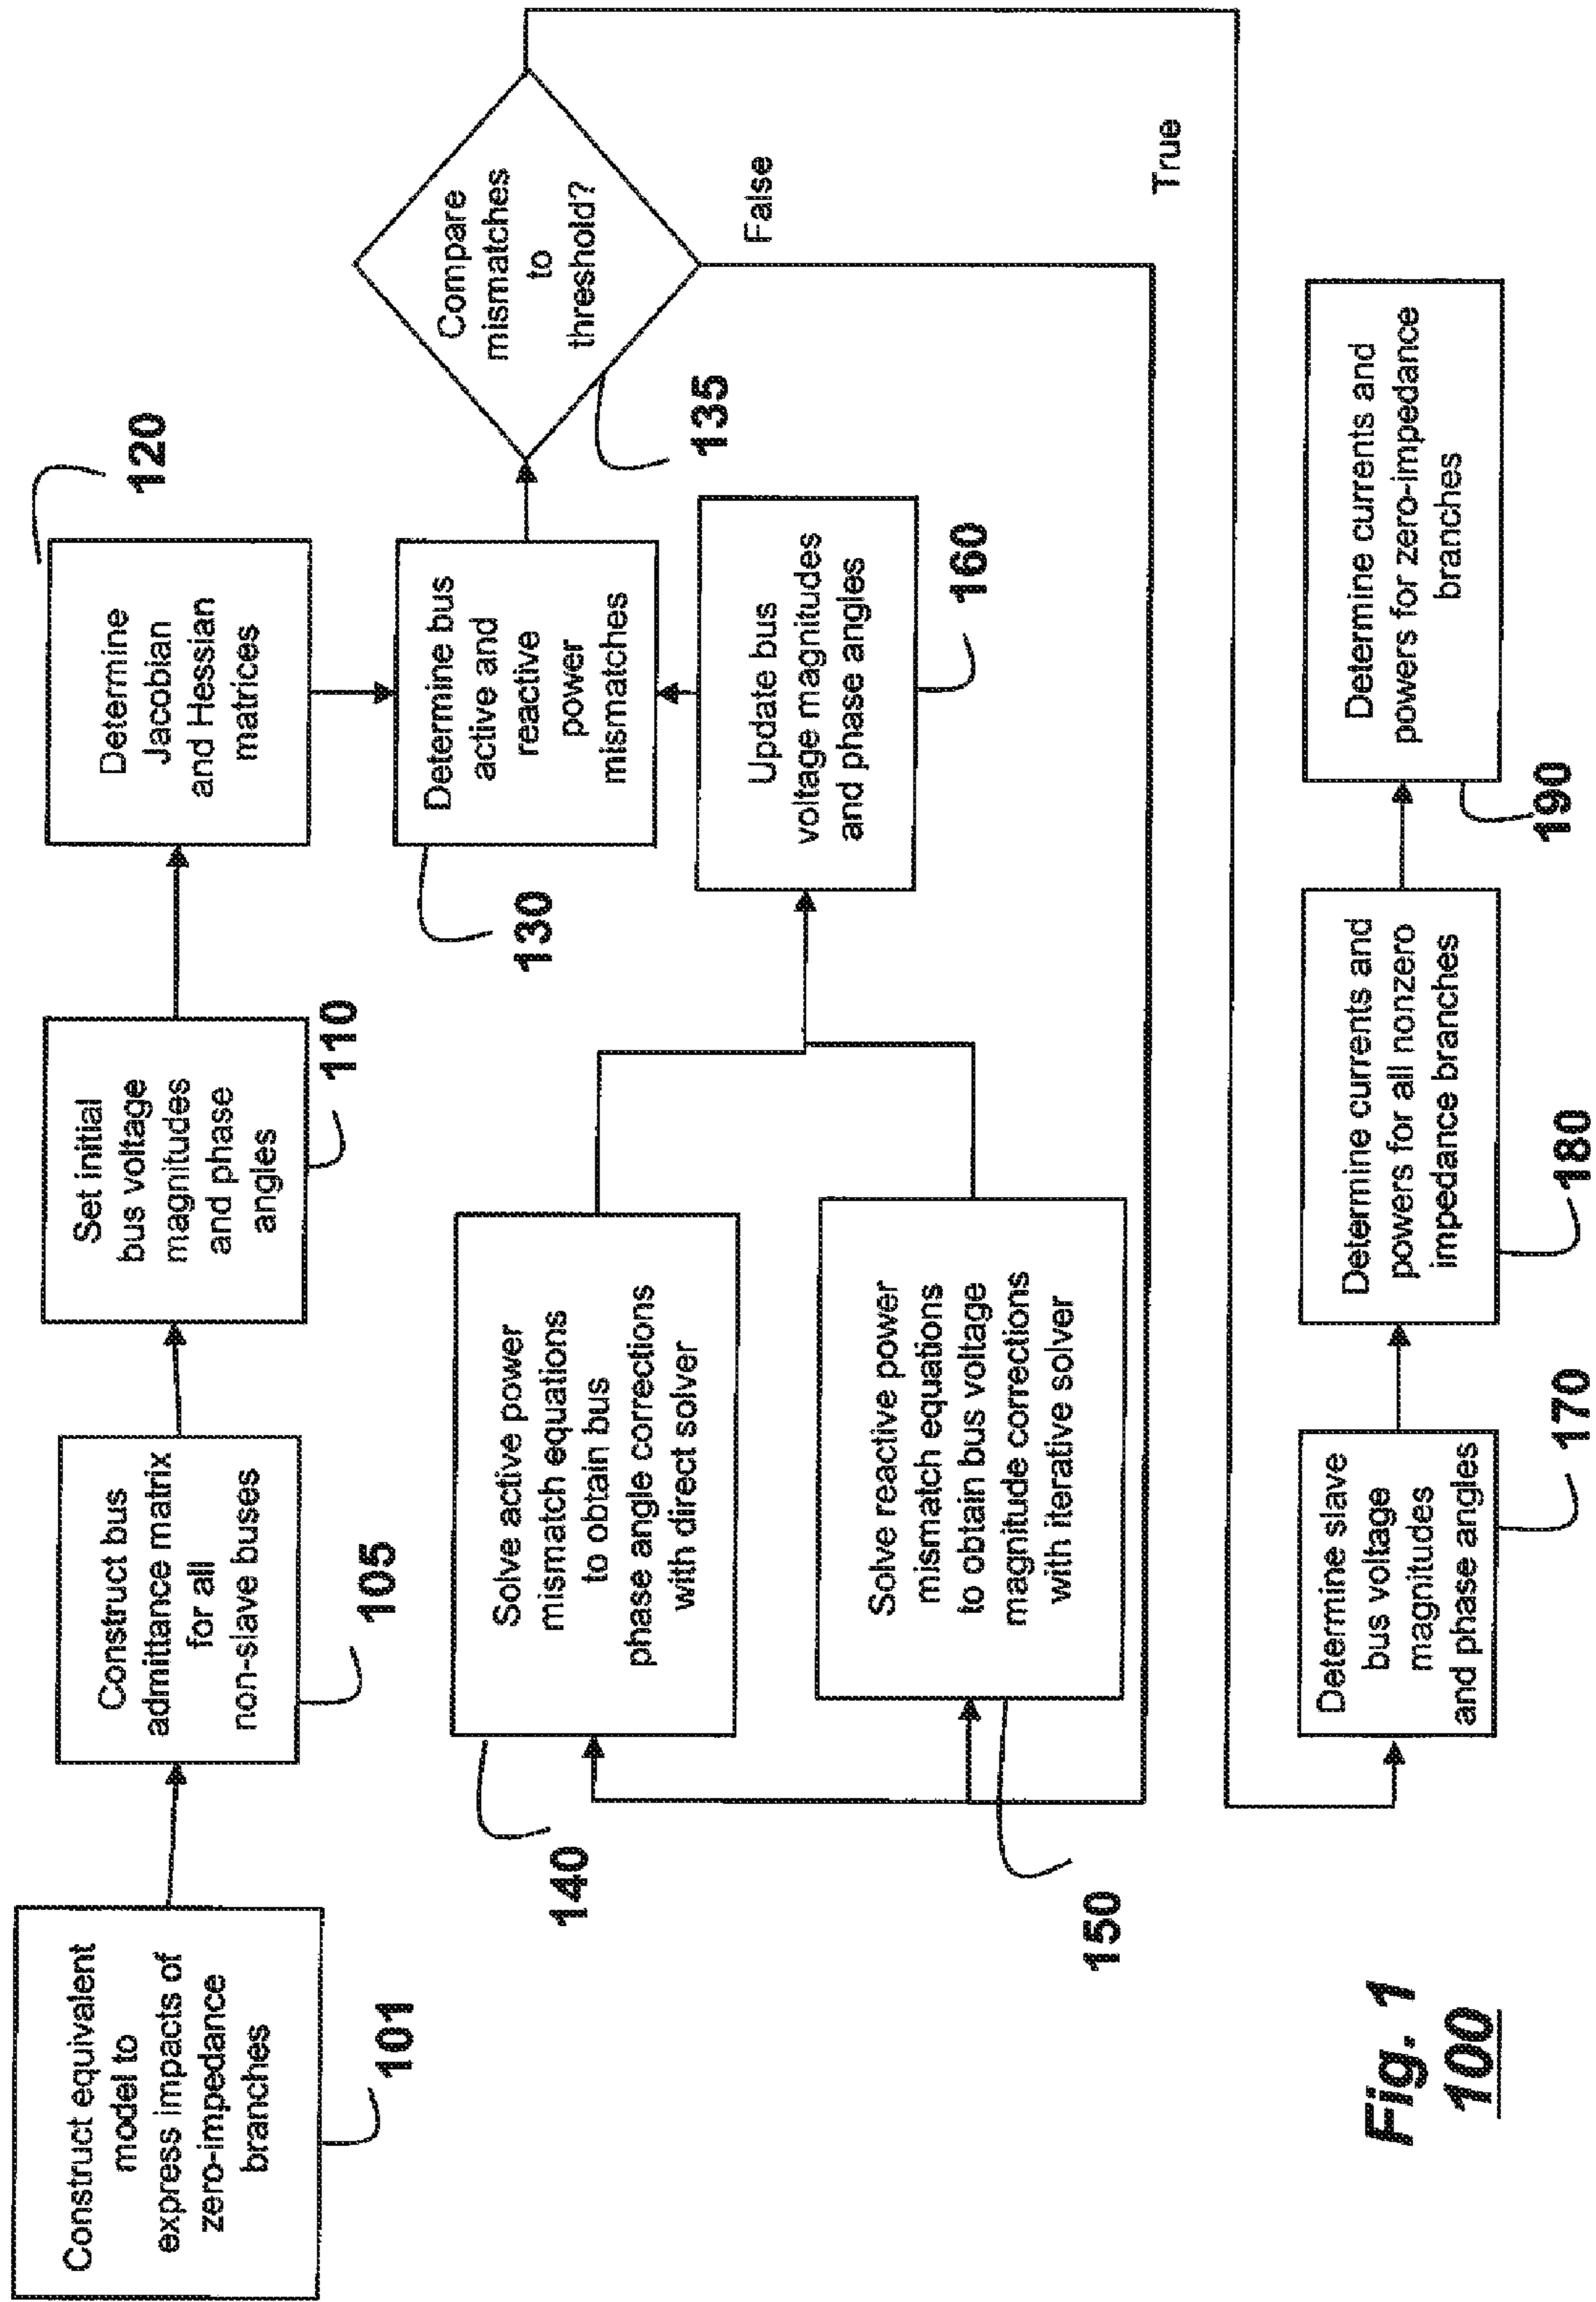 Construct equivalent
model to
express impacts of
zero-impedance
branches
101
Construct bus
admittance matrix
for all
non-slave buses
105
Set initial
bus voltage
magnitudes
and phase
angles
110
Determine
Jacobian
and Hessian
matrices
120
Determine bus
active and
reactive
power
mismatches
130
Compare
mismatches
to
threshold?
135
False
True
Solve active power
mismatch equations
to obtain bus
phase angle corrections
with direct solver
140
Solve reactive power
mismatch equations
to obtain bus voltage
magnitude corrections
with iterative solver
150
Update bus
voltage magnitudes
and phase angles
160
Determine slave
bus voltage
magnitudes
and phase angles
170
Determine currents and
powers for all nonzero
impedance branches
180
Determine currents and
powers for zero-impedance
branches
190
Fig. 1
100